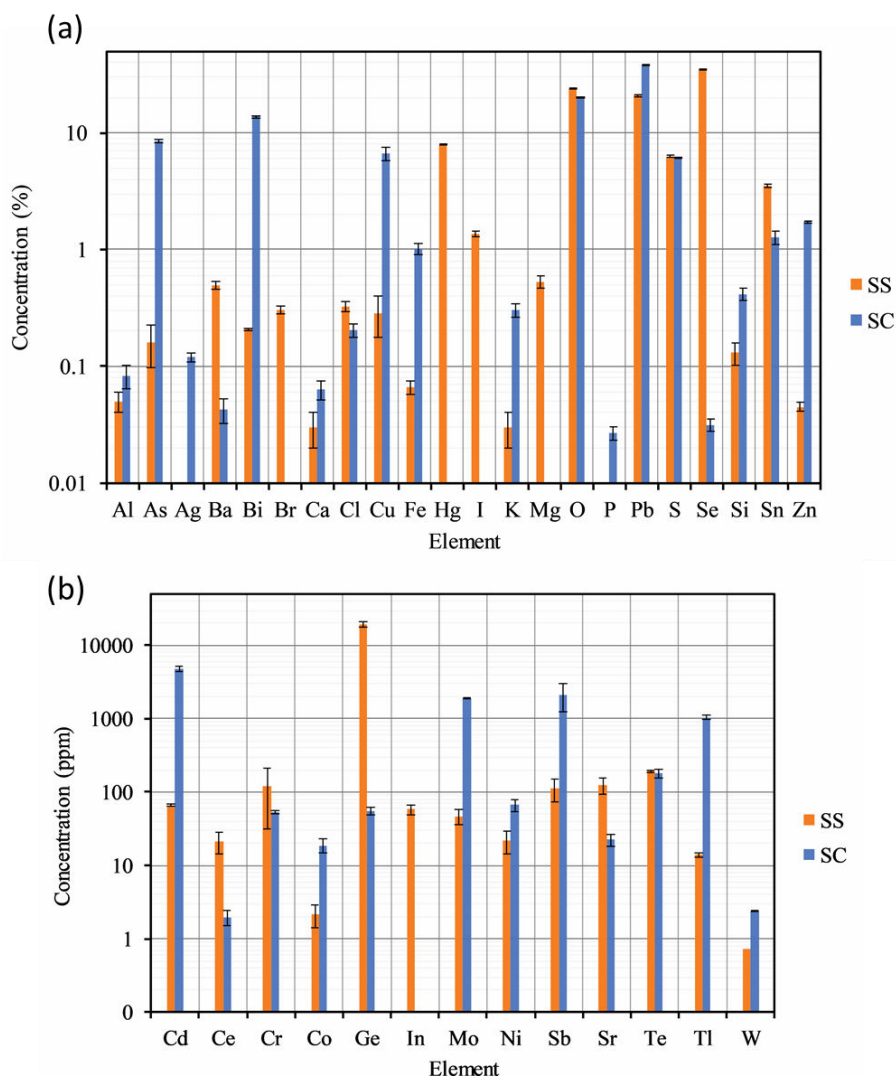 (a)
Concentration (%)
10
1
0.1
0.01
Al As Ag Ba Bi Br Ca Cl Cu Fe Hg I K Mg O P Pb S Se Si Sn Zn
Element
SS
SC
(b)
Concentration (ppm)
10000
1000
100
10
1
0
Cd Ce Cr Co Ge In Mo Ni Sb Sr Te Tl W
Element
SS
SC